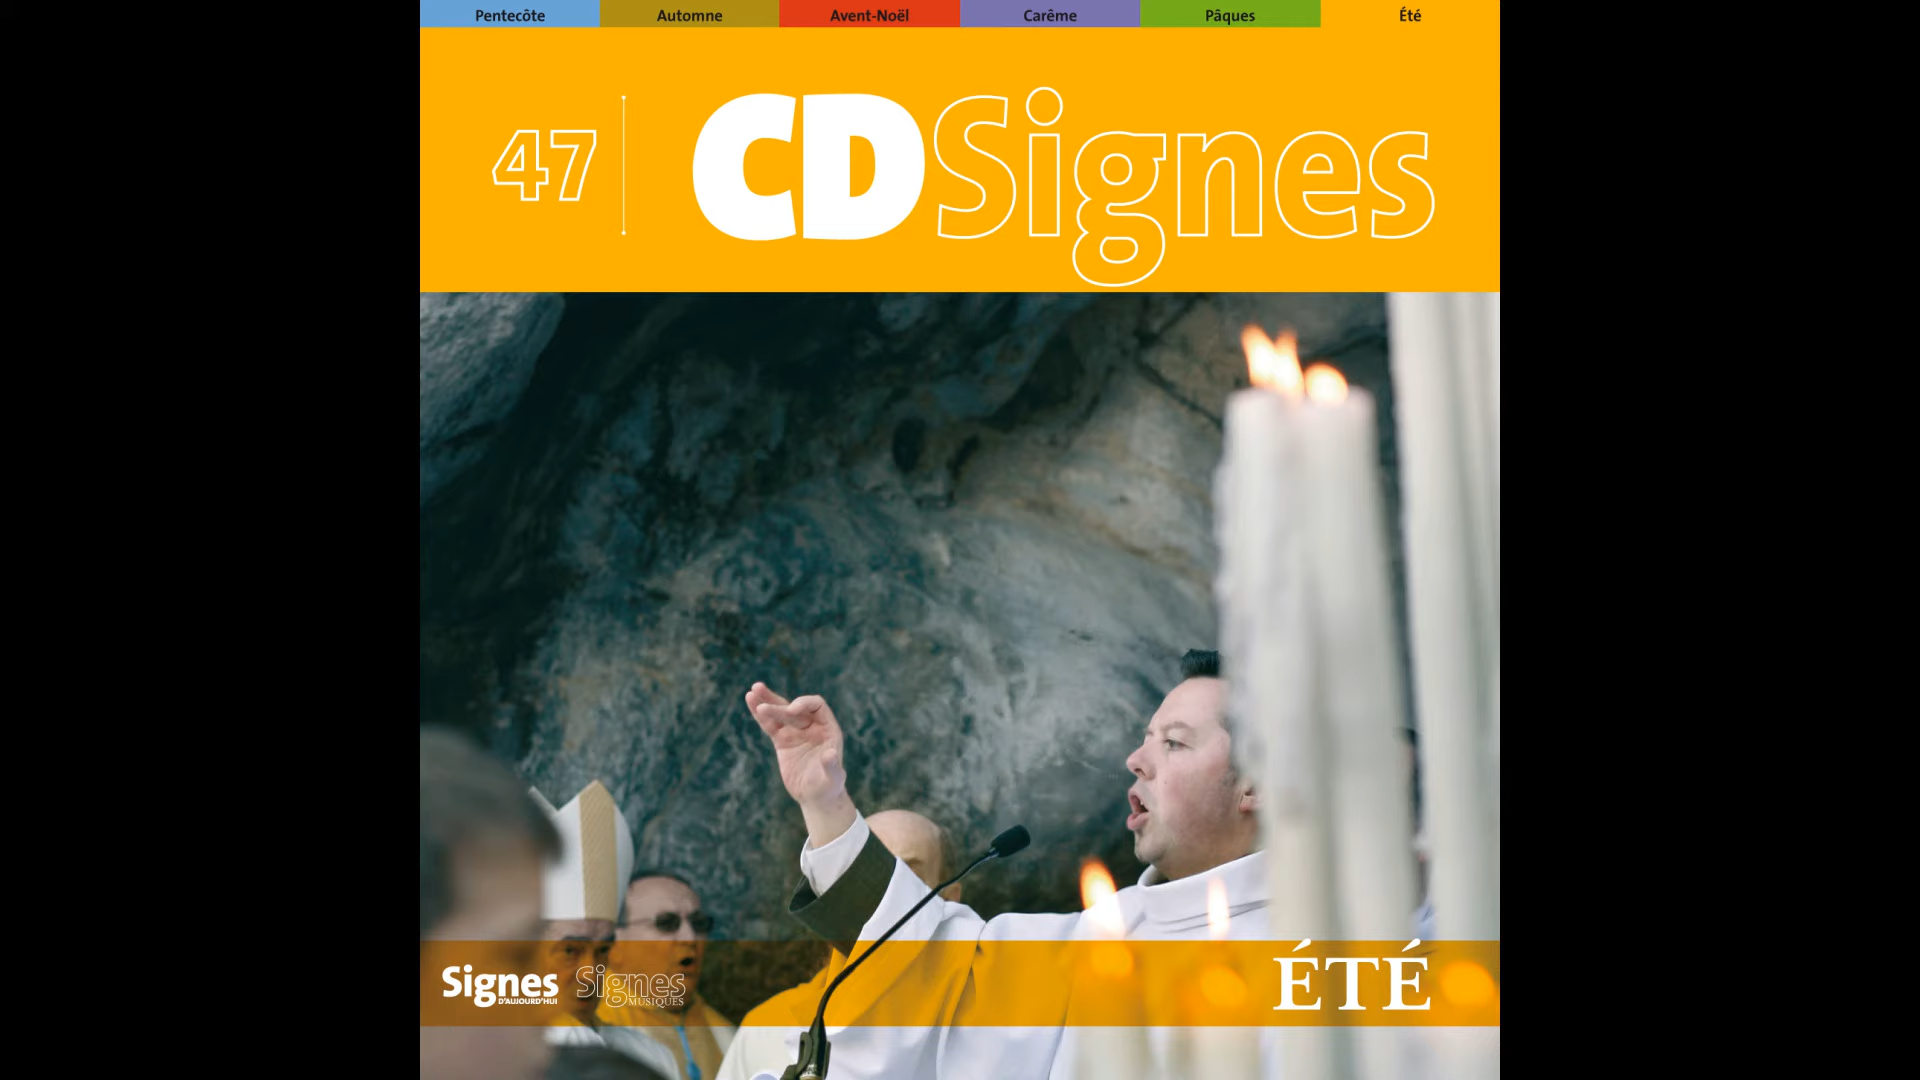 Pentecôte Automne Avent-Noël Carême Pâques Été
47 CDSignes
Signes D'AUJOURD'HUI Signes MUSIQUES
ÉTÉ